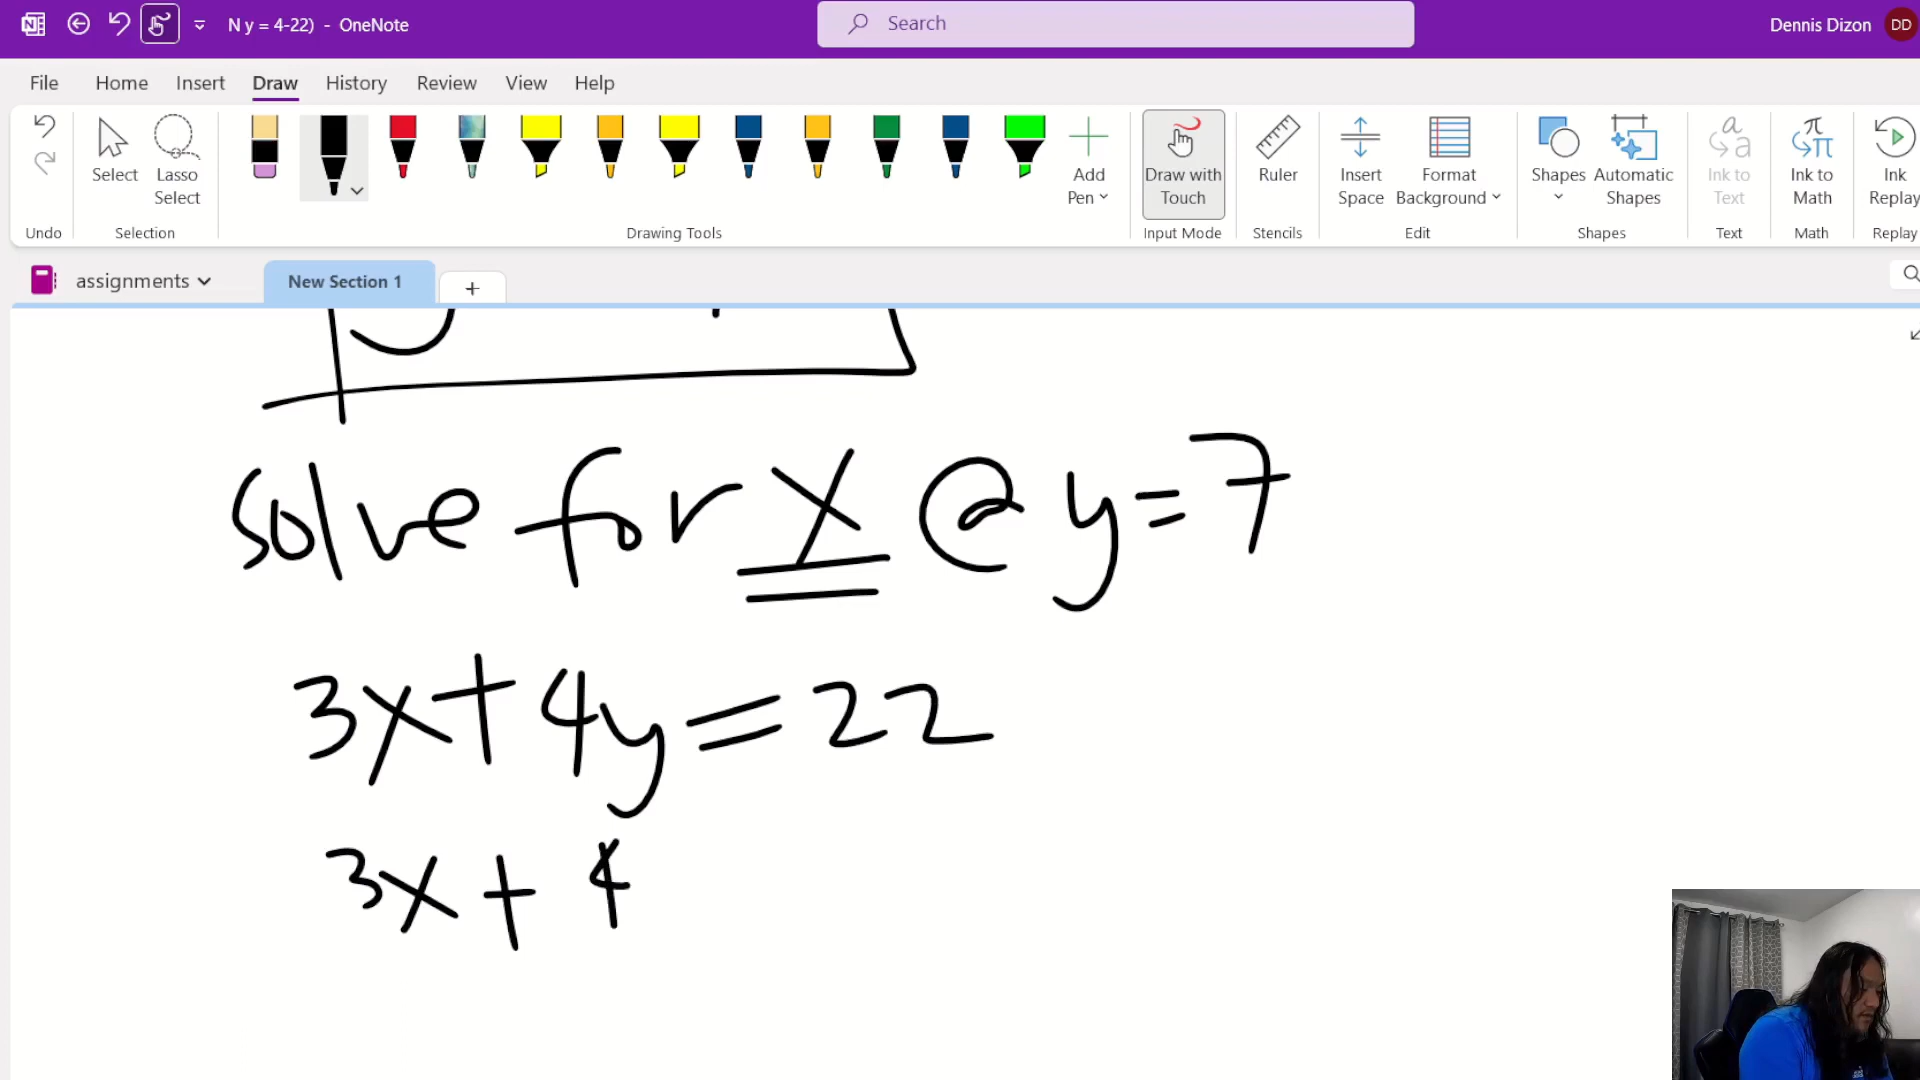 N y = 4-22) - OneNote
Search
Dennis Dizon DD
File Home Insert Draw History Review View Help
Select
Lasso Select
Add Pen
Draw with Touch
Ruler
Insert Space
Format Background
Shapes
Automatic Shapes
Ink to Text
Ink to Math
Ink Replay
Undo Selection Drawing Tools Input Mode Stencils Edit Shapes Text Math Replay
assignments New Section 1 +
solve for x @ y = 7
3x + 4y = 22
3x + 4